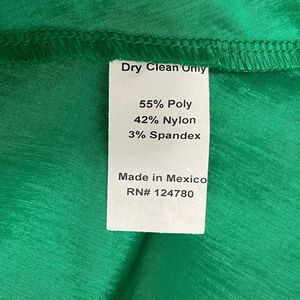 Dry Clean Only
55% Poly
42% Nylon
3% Spandex
Made in Mexico
RN# 124780